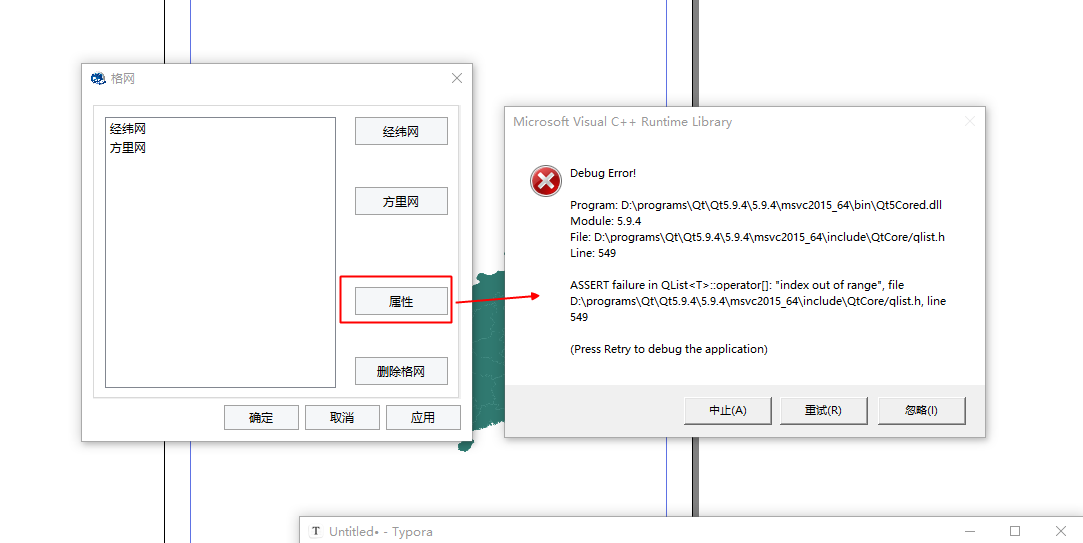 格网
经纬网
方里网
经纬网
方里网
属性
删除格网
确定
取消
应用
Microsoft Visual C++ Runtime Library
Debug Error!
Program: D:\programs\Qt\Qt5.9.4\5.9.4\msvc2015_64\bin\Qt5Cored.dll
Module: 5.9.4
File: D:\programs\Qt\Qt5.9.4\5.9.4\msvc2015_64\include\QtCore/qlist.h
Line: 549
ASSERT failure in QList<T>::operator[]: "index out of range", file
D:\programs\Qt\Qt5.9.4\5.9.4\msvc2015_64\include\QtCore/qlist.h, line
549
(Press Retry to debug the application)
中止(A)
重试(R)
忽略(I)
T
Untitled• - Typora